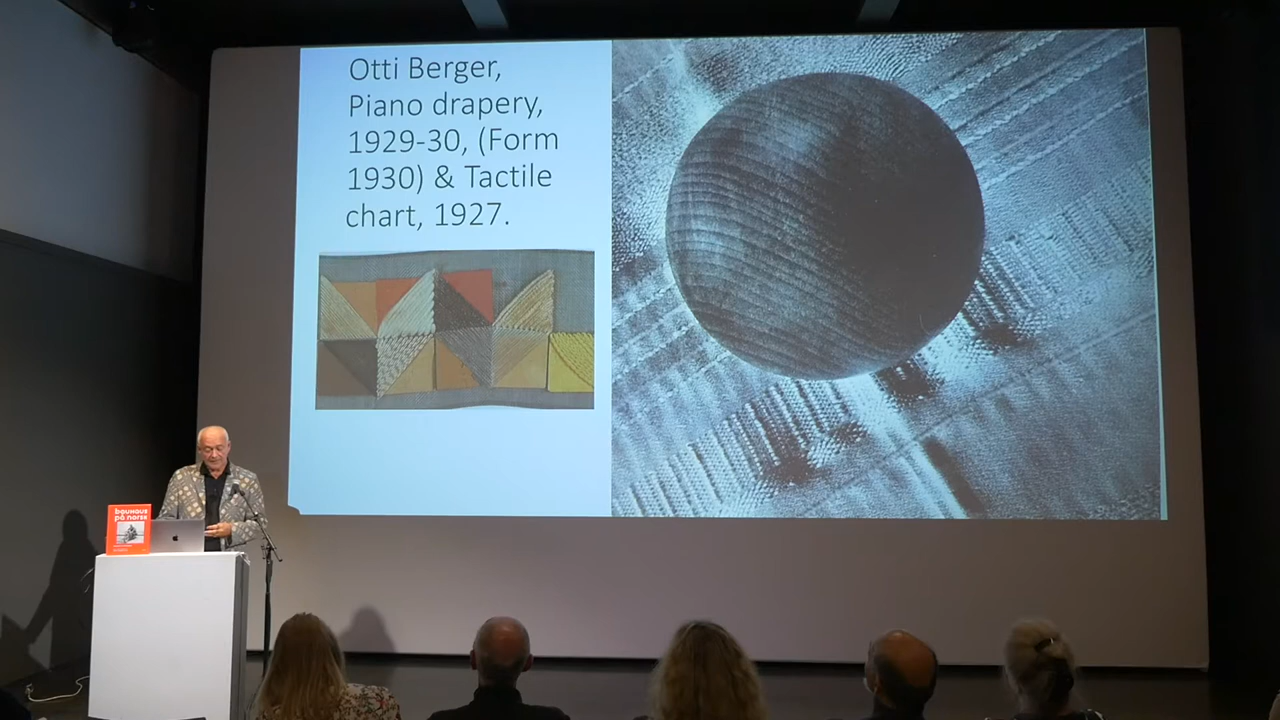 Otti Berger,
Piano drapery,
1929-30, (Form
1930) & Tactile
chart, 1927.
bauhaus
på norsk